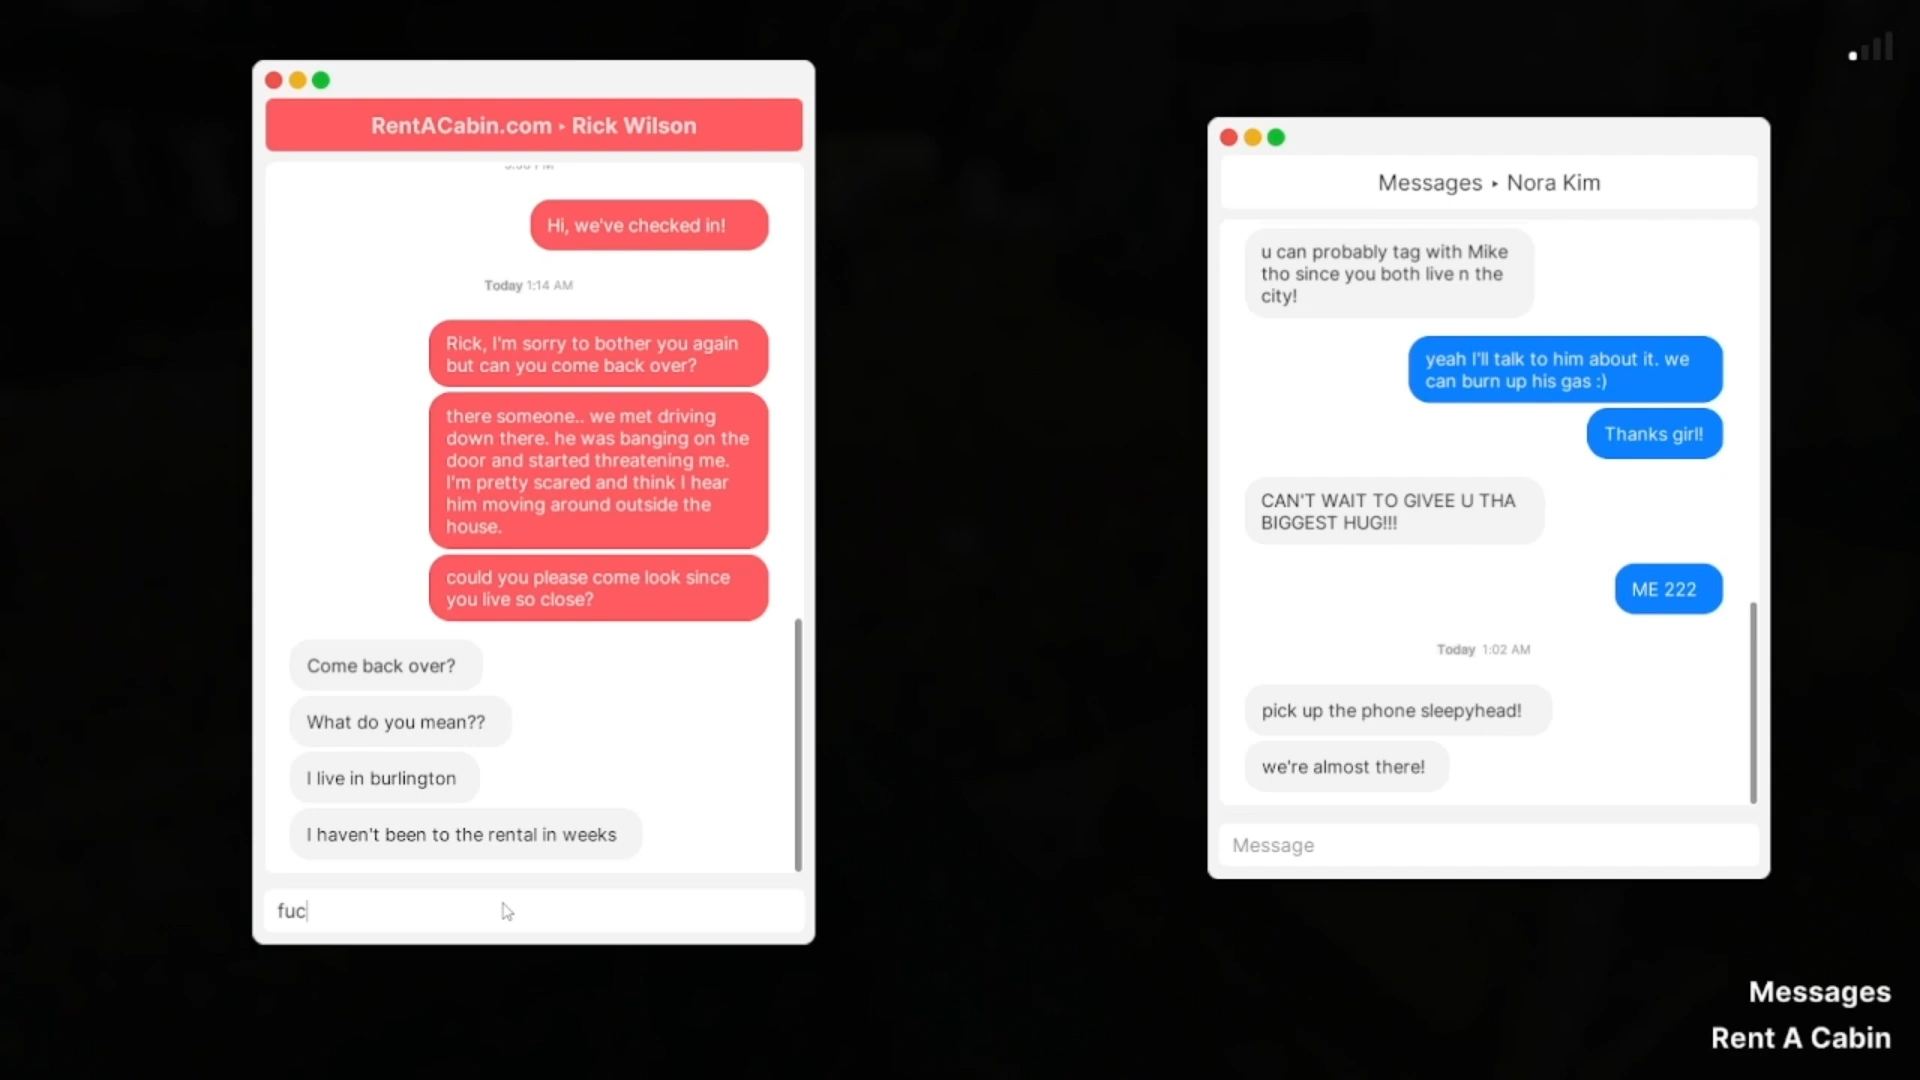 RentACabin.com ▸ Rick Wilson
Hi, we've checked in!
Today 1:14 AM
Rick, I'm sorry to bother you again
but can you come back over?
there someone.. we met driving
down there. he was banging on the
door and started threatening me.
I'm pretty scared and think I hear
him moving around outside the
house.
could you please come look since
you live so close?
Come back over?
What do you mean??
I live in burlington
I haven't been to the rental in weeks
fuc
Messages ▸ Nora Kim
u can probably tag with Mike
tho since you both live n the
city!
yeah I'll talk to him about it. we
can burn up his gas :)
Thanks girl!
CAN'T WAIT TO GIVEE U THA
BIGGEST HUG!!!
ME 222
Today 1:02 AM
pick up the phone sleepyhead!
we're almost there!
Message
Messages
Rent A Cabin